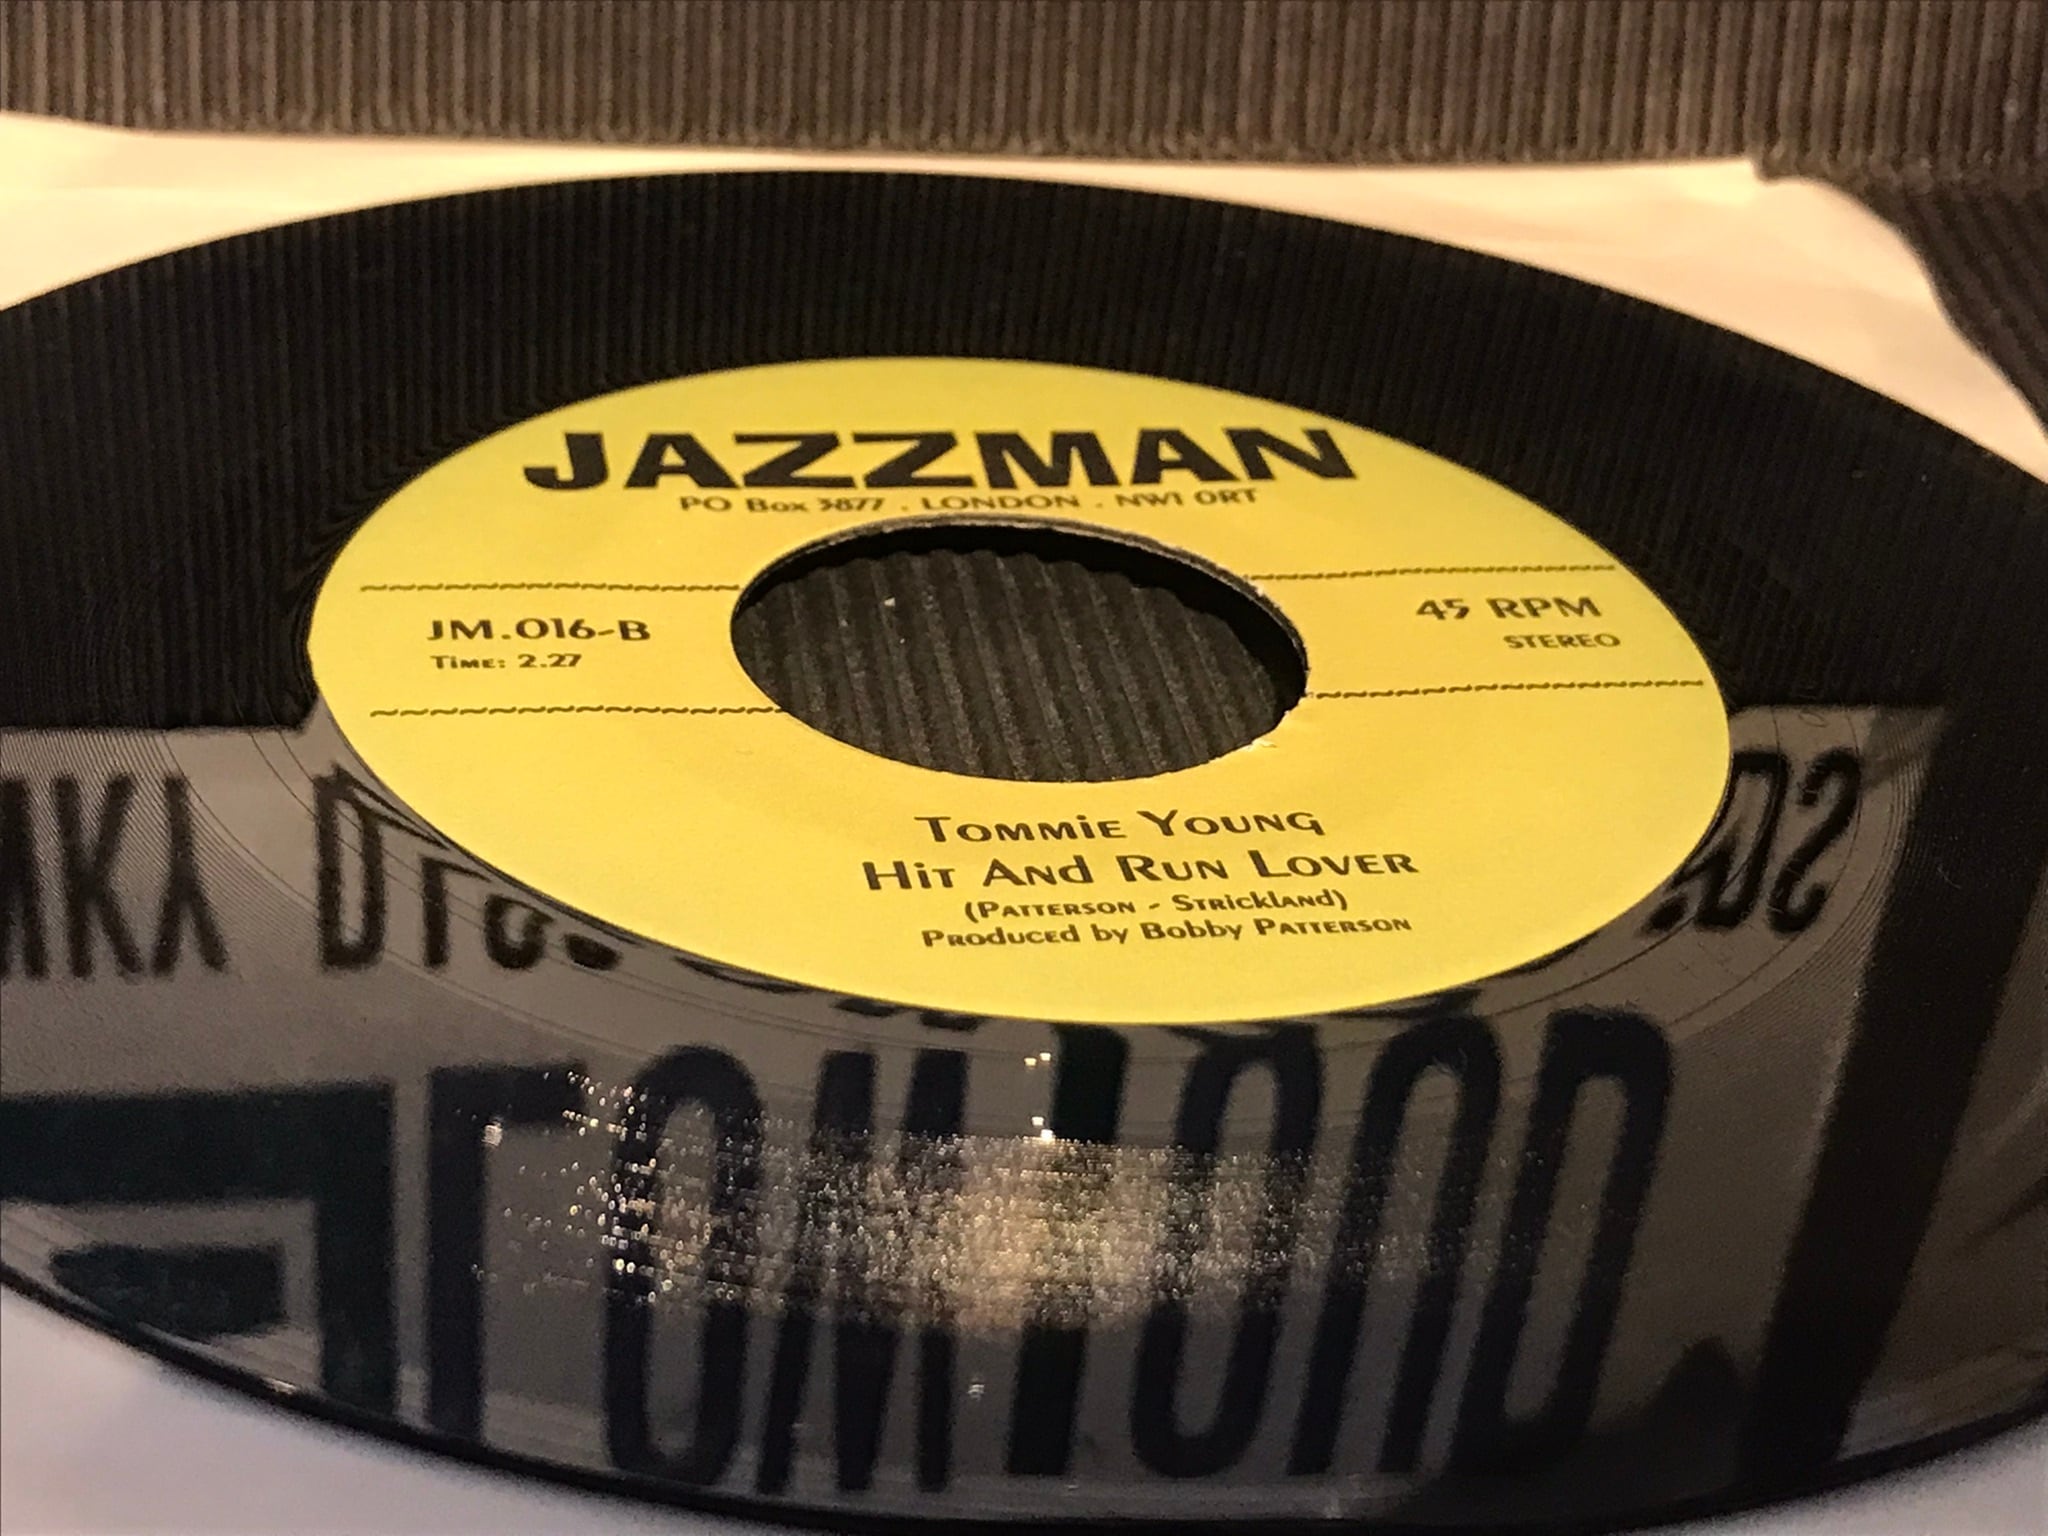 JAZZMAN
PO Box 3877 . LONDON . NW1 0RT
JM.016-B
Time: 2.27
45 RPM
STEREO
Tommie Young
Hit And Run Lover
(Patterson - Strickland)
Produced by Bobby Patterson